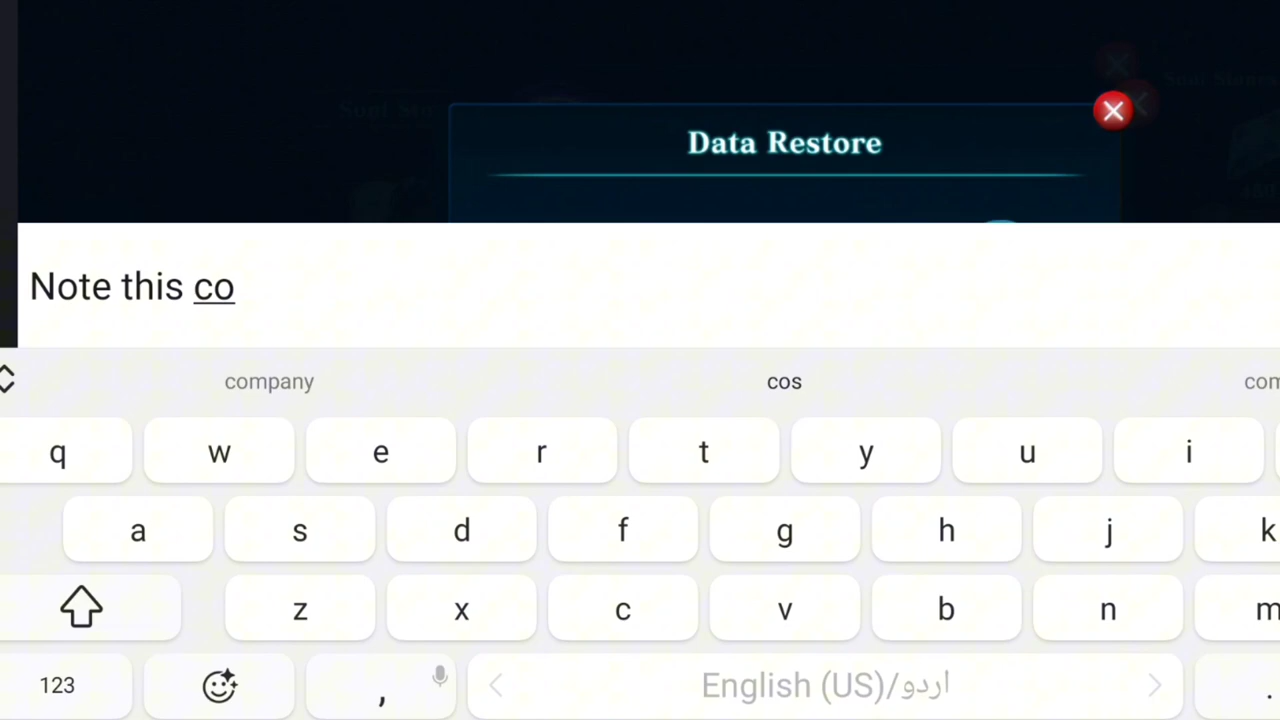 Data Restore
Note this co
company cos
q w e r t y u i
a s d f g h j k
z x c v b n m
123 , English (US)/اردو .